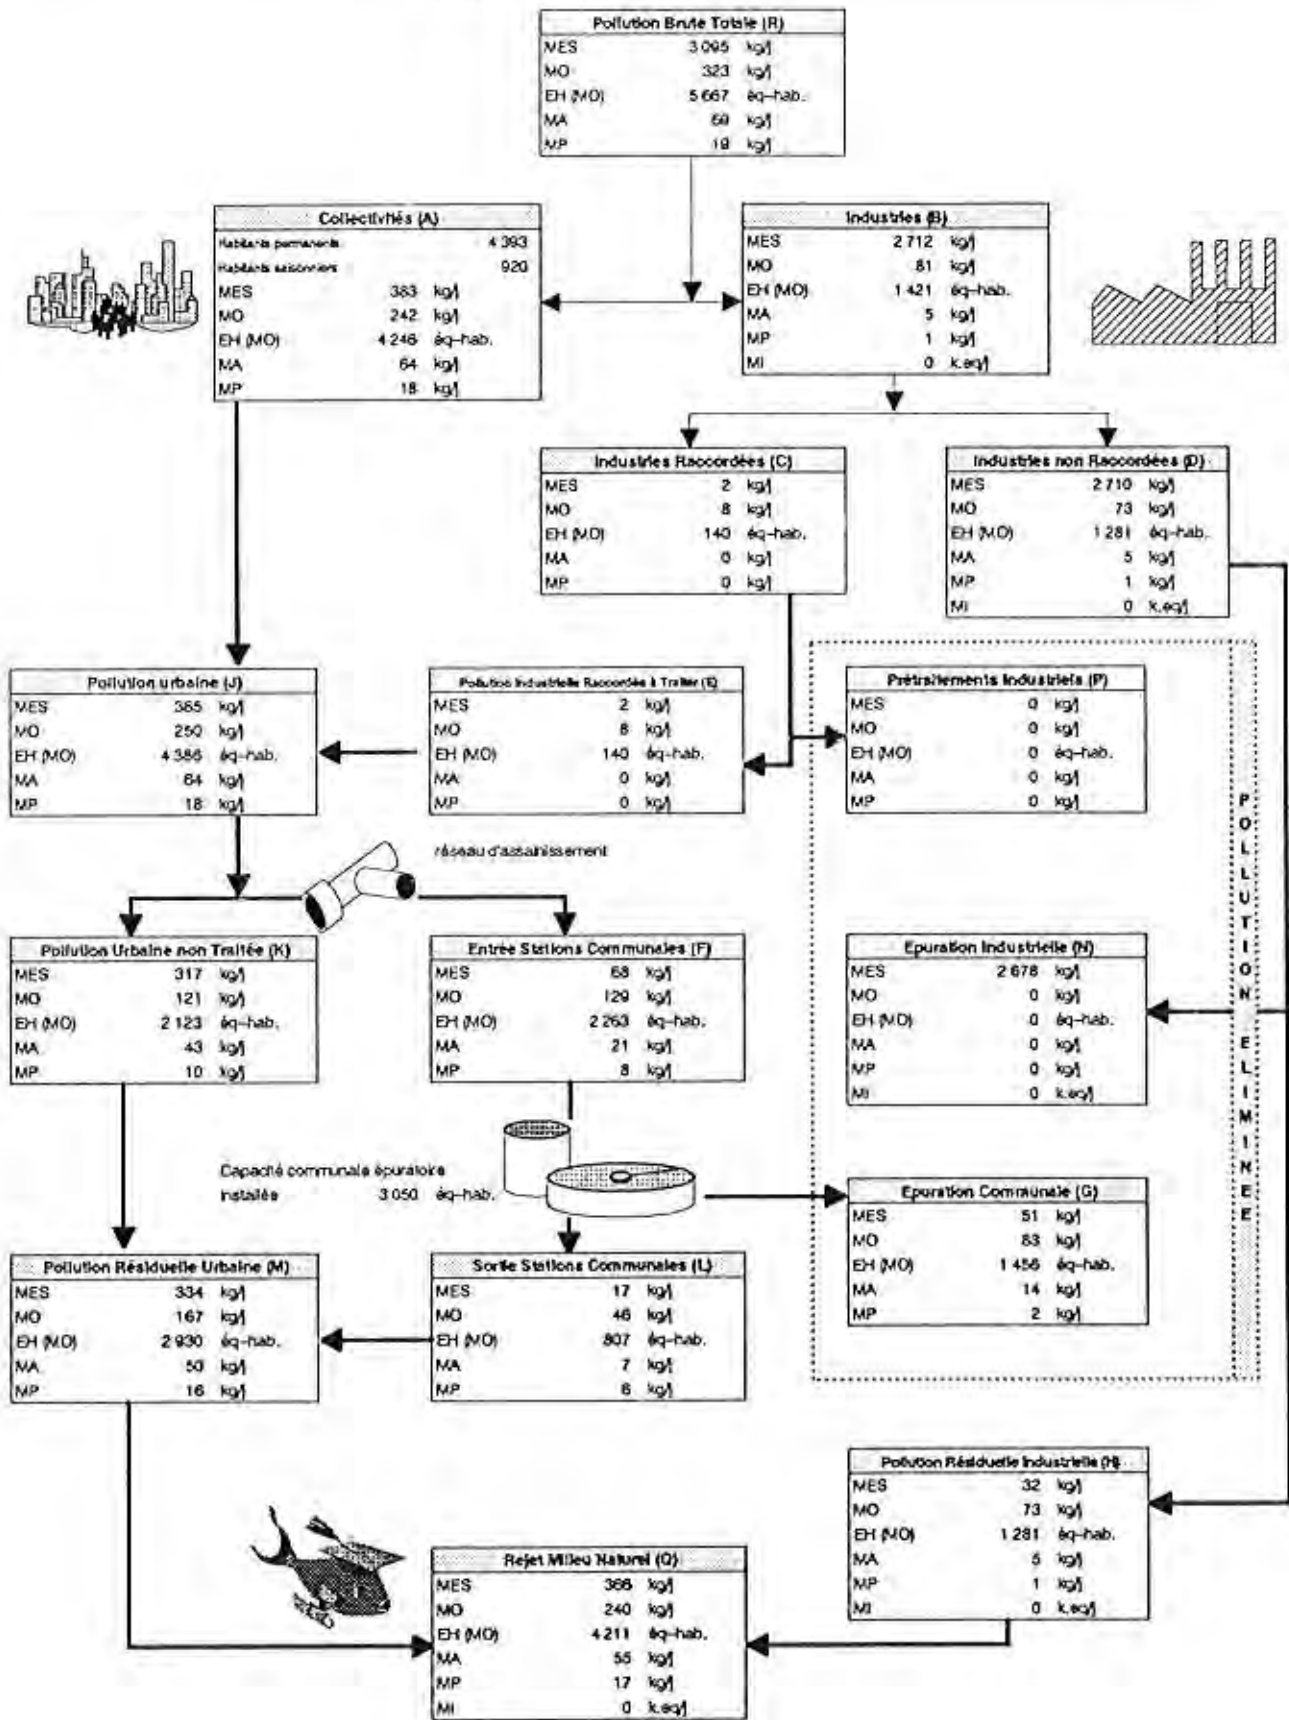 Pollution Brute Totale (R)
MES 3 095 kg/j
MO 323 kg/j
EH (MO) 5 667 éq-hab.
MA 69 kg/j
MP 19 kg/j
Collectivités (A)
Habitants permanents 4 393
Habitants saisonniers 920
MES 383 kg/j
MO 242 kg/j
EH (MO) 4 246 éq-hab.
MA 64 kg/j
MP 18 kg/j
Industries (B)
MES 2 712 kg/j
MO 81 kg/j
EH (MO) 1 421 éq-hab.
MA 5 kg/j
MP 1 kg/j
MI 0 k.eq/j
Industries Raccordées (C)
MES 2 kg/j
MO 8 kg/j
EH (MO) 140 éq-hab.
MA 0 kg/j
MP 0 kg/j
Industries non Raccordées (D)
MES 2 710 kg/j
MO 73 kg/j
EH (MO) 1 281 éq-hab.
MA 5 kg/j
MP 1 kg/j
MI 0 k.eq/j
Pollution urbaine (J)
MES 385 kg/j
MO 250 kg/j
EH (MO) 4 386 éq-hab.
MA 64 kg/j
MP 18 kg/j
Pollution Industrielle Raccordée à Traiter (E)
MES 2 kg/j
MO 8 kg/j
EH (MO) 140 éq-hab.
MA 0 kg/j
MP 0 kg/j
Prétraitements Industriels (P)
MES 0 kg/j
MO 0 kg/j
EH (MO) 0 éq-hab.
MA 0 kg/j
MP 0 kg/j
POLLUTION ELIMINEE
réseau d'assainissement
Pollution Urbaine non Traitée (K)
MES 317 kg/j
MO 121 kg/j
EH (MO) 2 123 éq-hab.
MA 43 kg/j
MP 10 kg/j
Entrée Stations Communales (F)
MES 68 kg/j
MO 129 kg/j
EH (MO) 2 263 éq-hab.
MA 21 kg/j
MP 8 kg/j
Epuration Industrielle (N)
MES 2 678 kg/j
MO 0 kg/j
EH (MO) 0 éq-hab.
MA 0 kg/j
MP 0 kg/j
MI 0 k.eq/j
Capacité communale épuratoire
installée 3 050 éq-hab.
Epuration Communale (G)
MES 51 kg/j
MO 83 kg/j
EH (MO) 1 456 éq-hab.
MA 14 kg/j
MP 2 kg/j
Pollution Résiduelle Urbaine (M)
MES 334 kg/j
MO 167 kg/j
EH (MO) 2 930 éq-hab.
MA 50 kg/j
MP 16 kg/j
Sortie Stations Communales (L)
MES 17 kg/j
MO 46 kg/j
EH (MO) 807 éq-hab.
MA 7 kg/j
MP 6 kg/j
Pollution Résiduelle Industrielle (H)
MES 32 kg/j
MO 73 kg/j
EH (MO) 1 281 éq-hab.
MA 5 kg/j
MP 1 kg/j
MI 0 k.eq/j
Rejet Milieu Naturel (Q)
MES 366 kg/j
MO 240 kg/j
EH (MO) 4 211 éq-hab.
MA 55 kg/j
MP 17 kg/j
MI 0 k.eq/j